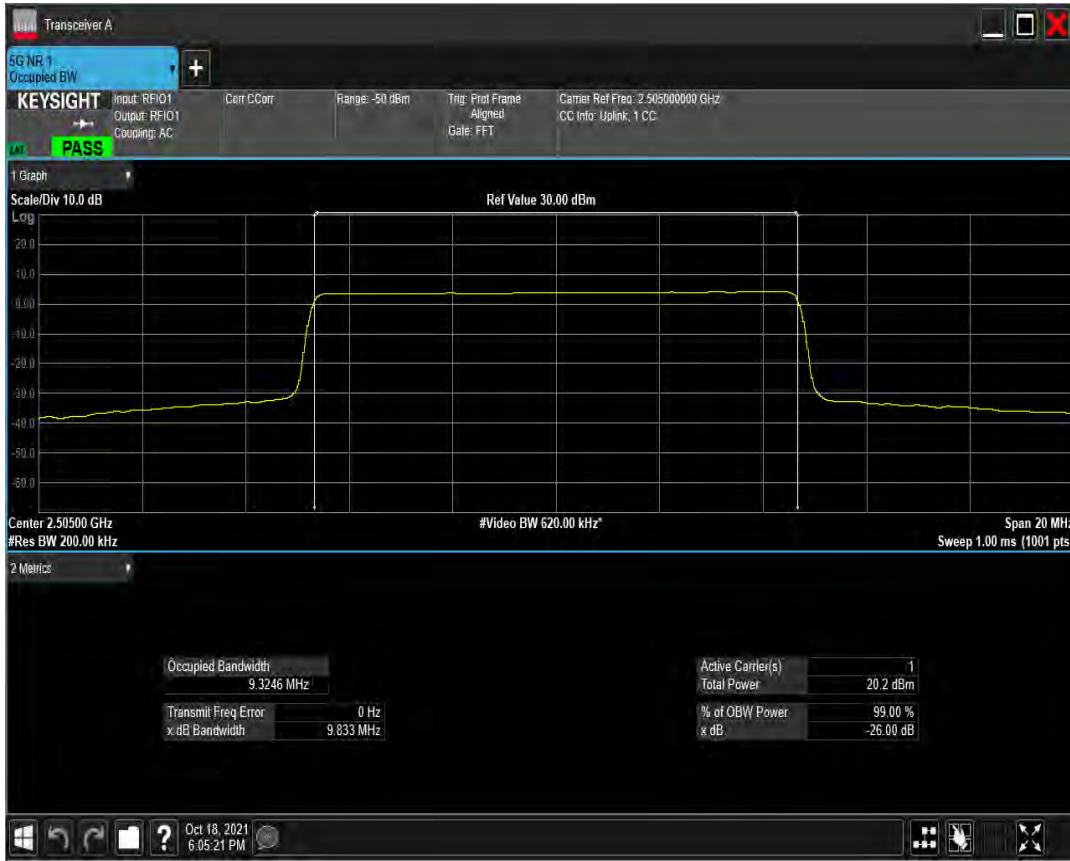 Transceiver A
5G NR 1
Occupied BW
+
KEYSIGHT
PASS
Input: RFIO1
Output: RFIO1
Coupling: AC
Corr CCorr
Range: -50 dBm
Trig: Prot Frame
Aligned
Gate: FFT
Carrier Ref Freq: 2.505000000 GHz
CC Info: Uplink, 1 CC
1 Graph
Scale/Div 10.0 dB
Ref Value 30.00 dBm
Log
20.0
10.0
0.00
-10.0
-20.0
-30.0
-40.0
-50.0
-60.0
Center 2.50500 GHz
#Video BW 620.00 kHz*
Span 20 MHz
#Res BW 200.00 kHz
Sweep 1.00 ms (1001 pts
2 Metrics
Occupied Bandwidth
9.3246 MHz
Transmit Freq Error 0 Hz
x dB Bandwidth 9.833 MHz
Active Carrier(s) 1
Total Power 20.2 dBm
% of OBW Power 99.00 %
x dB -26.00 dB
?
Oct 18, 2021
6:05:21 PM